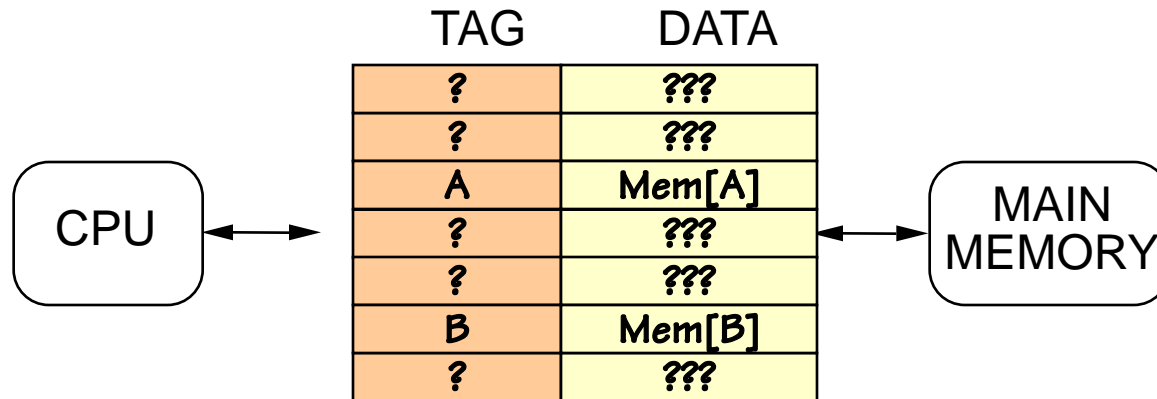 TAG DATA
? ???
? ???
A Mem[A]
? ???
? ???
B Mem[B]
? ???
CPU
MAIN
MEMORY